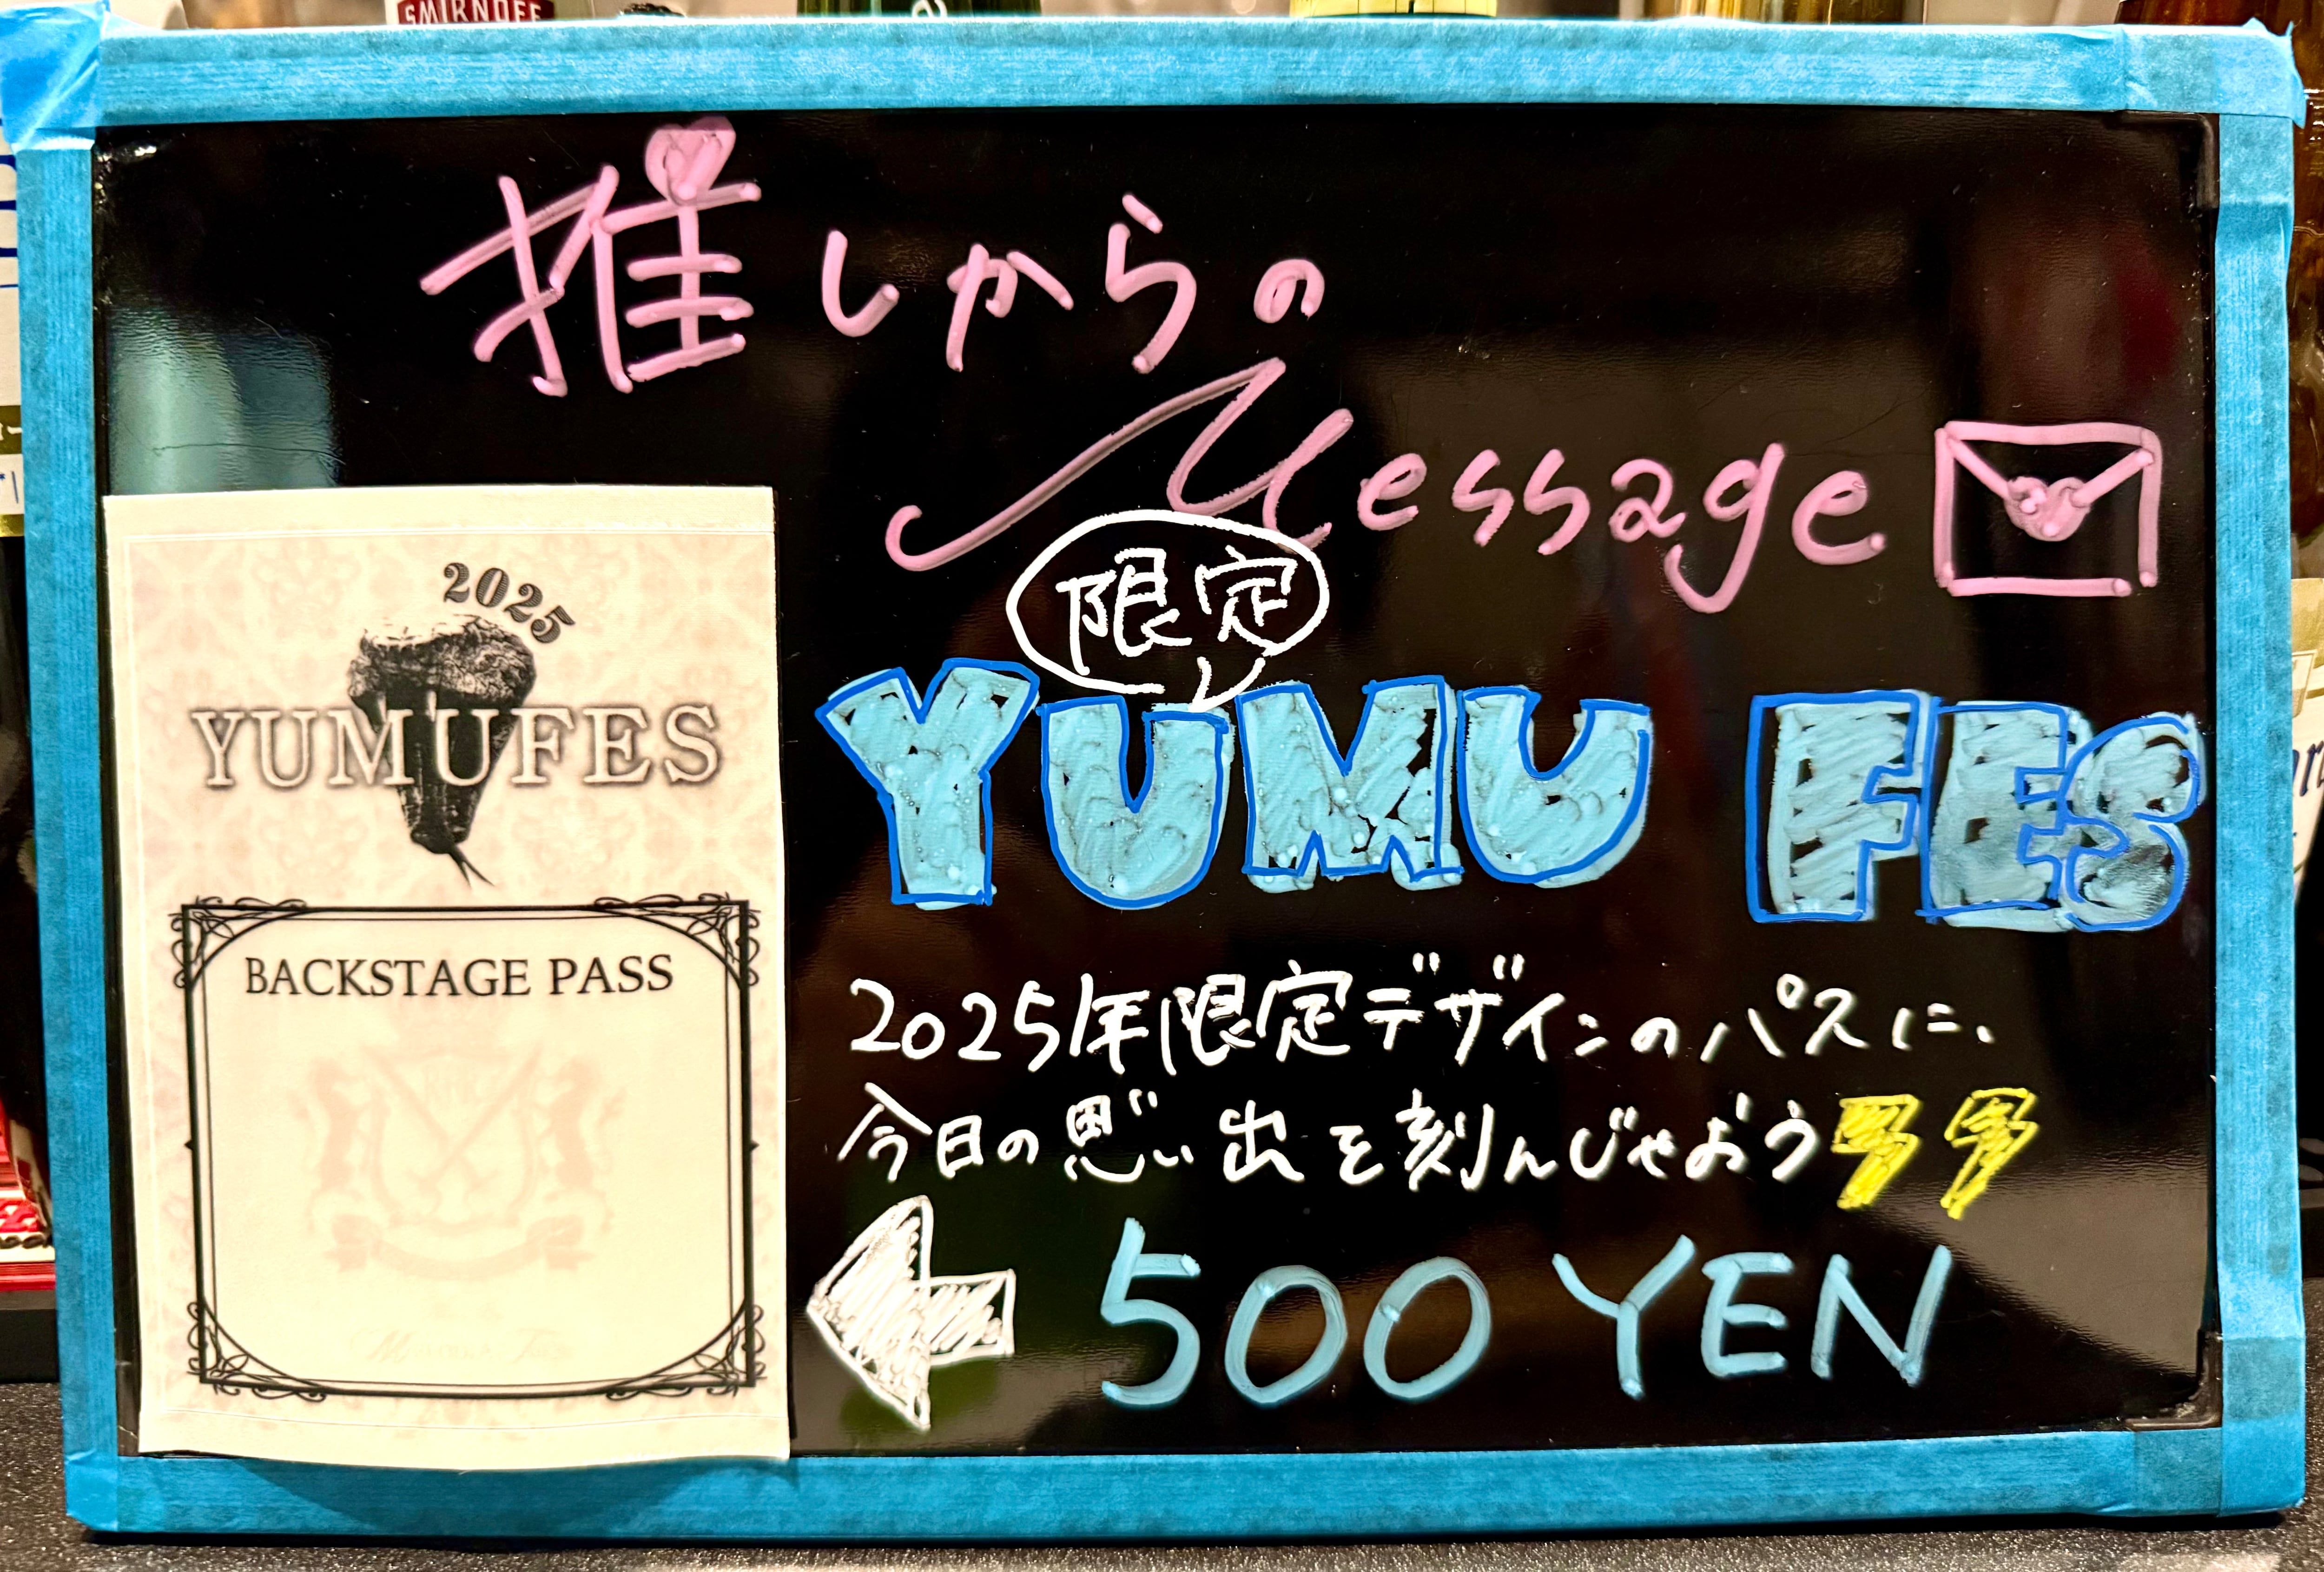 SMIRNOFF
推しからの
Message
限定
YUMU FES
2025年限定デザインのパスに、
今日の思い出を刻んじゃおう
500 YEN
2025
YUMUFES
BACKSTAGE PASS